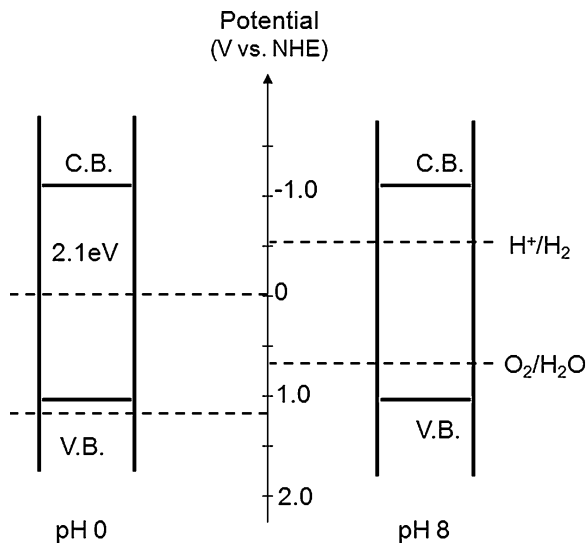 Potential
(V vs. NHE)
C.B.
C.B.
-1.0
2.1eV
H⁺/H₂
0
O₂/H₂O
1.0
V.B.
V.B.
2.0
pH 0
pH 8